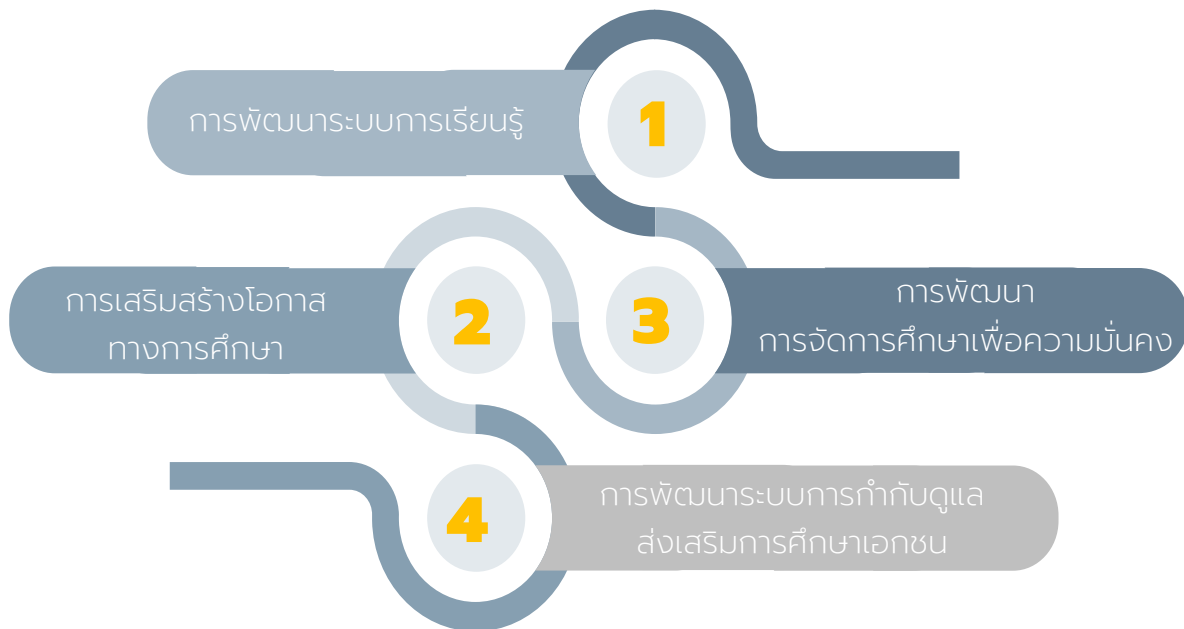 การพัฒนาระบบการเรียนรู้
1
การเสริมสร้างโอกาส
ทางการศึกษา
2
3
การพัฒนา
การจัดการศึกษาเพื่อความมั่นคง
4
การพัฒนาระบบการกำกับดูแล
ส่งเสริมการศึกษาเอกชน